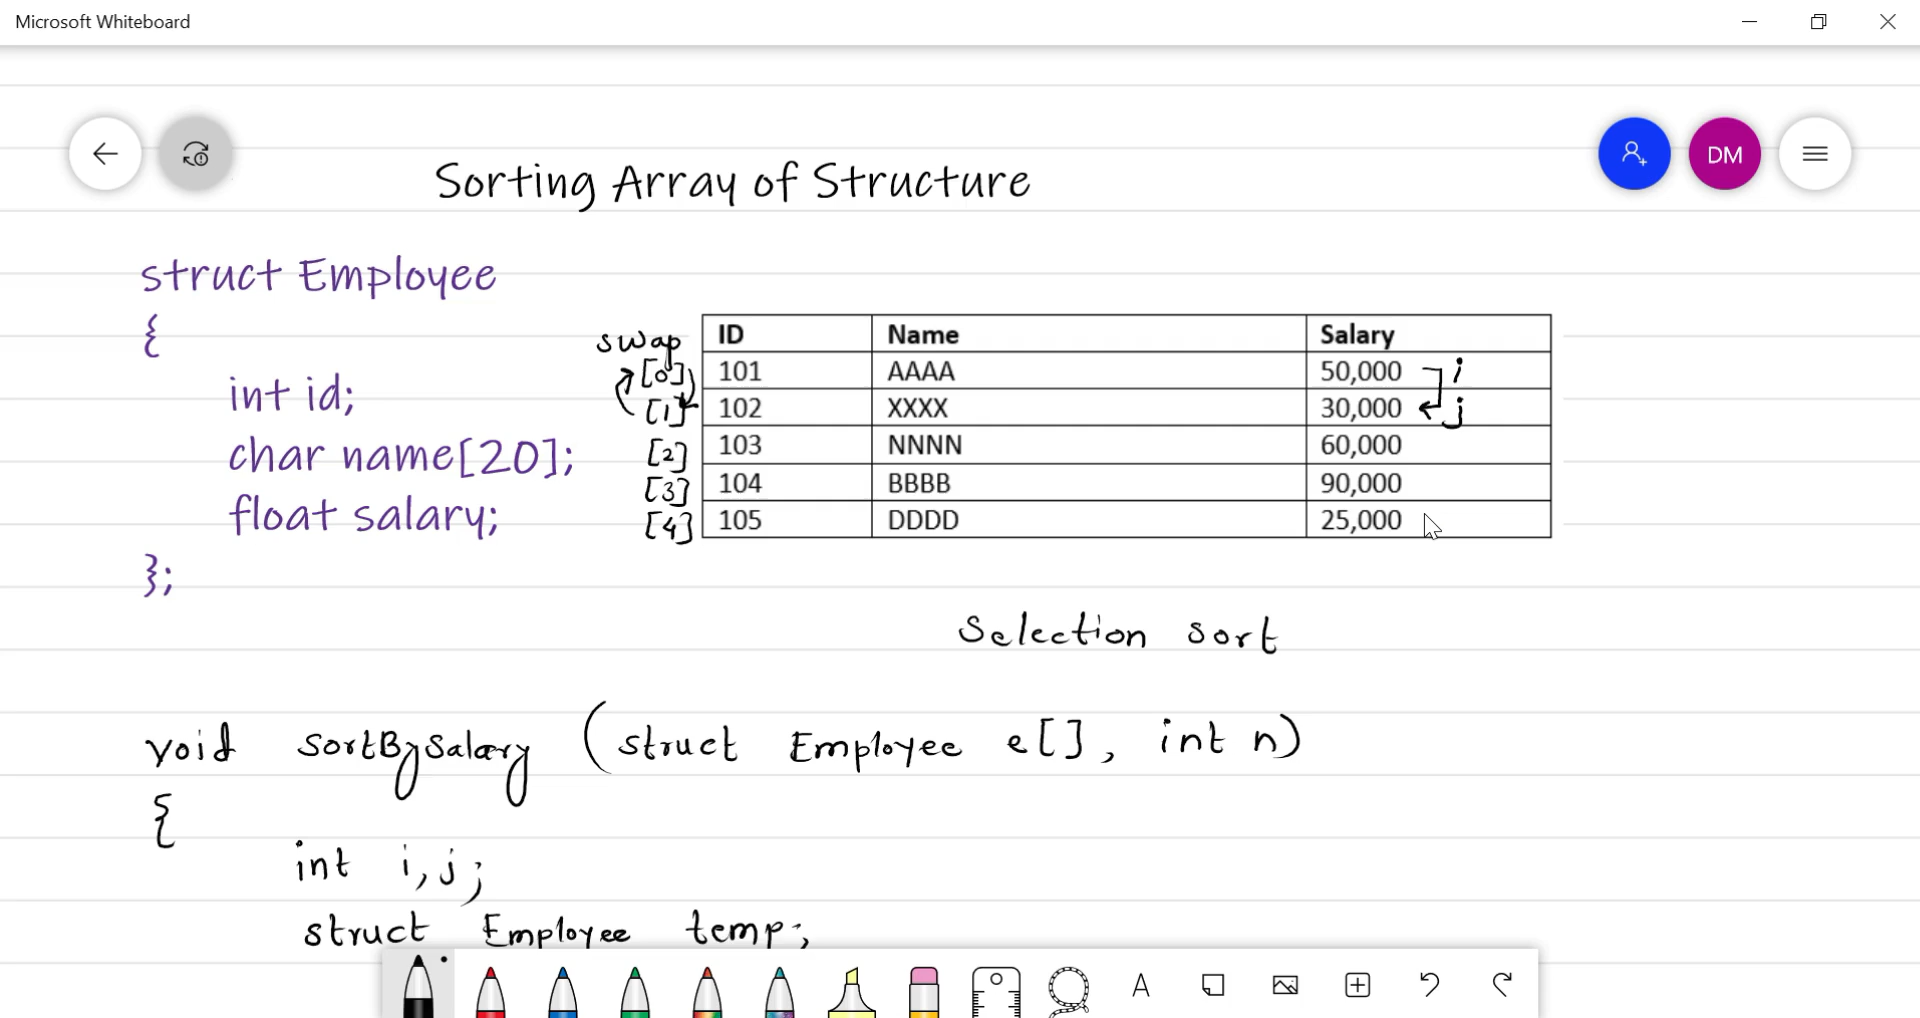 Microsoft Whiteboard
DM
Sorting Array of Structure
struct Employee
{
int id;
char name[20];
float salary;
};
swap
ID Name Salary
[0] 101 AAAA 50,000 i
[1] 102 XXXX 30,000 j
[2] 103 NNNN 60,000
[3] 104 BBBB 90,000
[4] 105 DDDD 25,000
Selection sort
void sortBySalary (struct Employee e[], int n)
{
int i,j;
struct Employee temp;
A